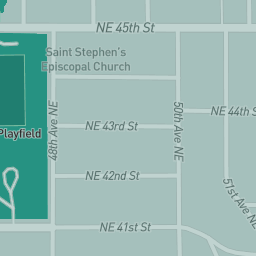 NE 45th St
Saint Stephen's
Episcopal Church
48th Ave NE
50th Ave NE
NE 44th St
NE 43rd St
Playfield
NE 42nd St
51st Ave NE
NE 41st St